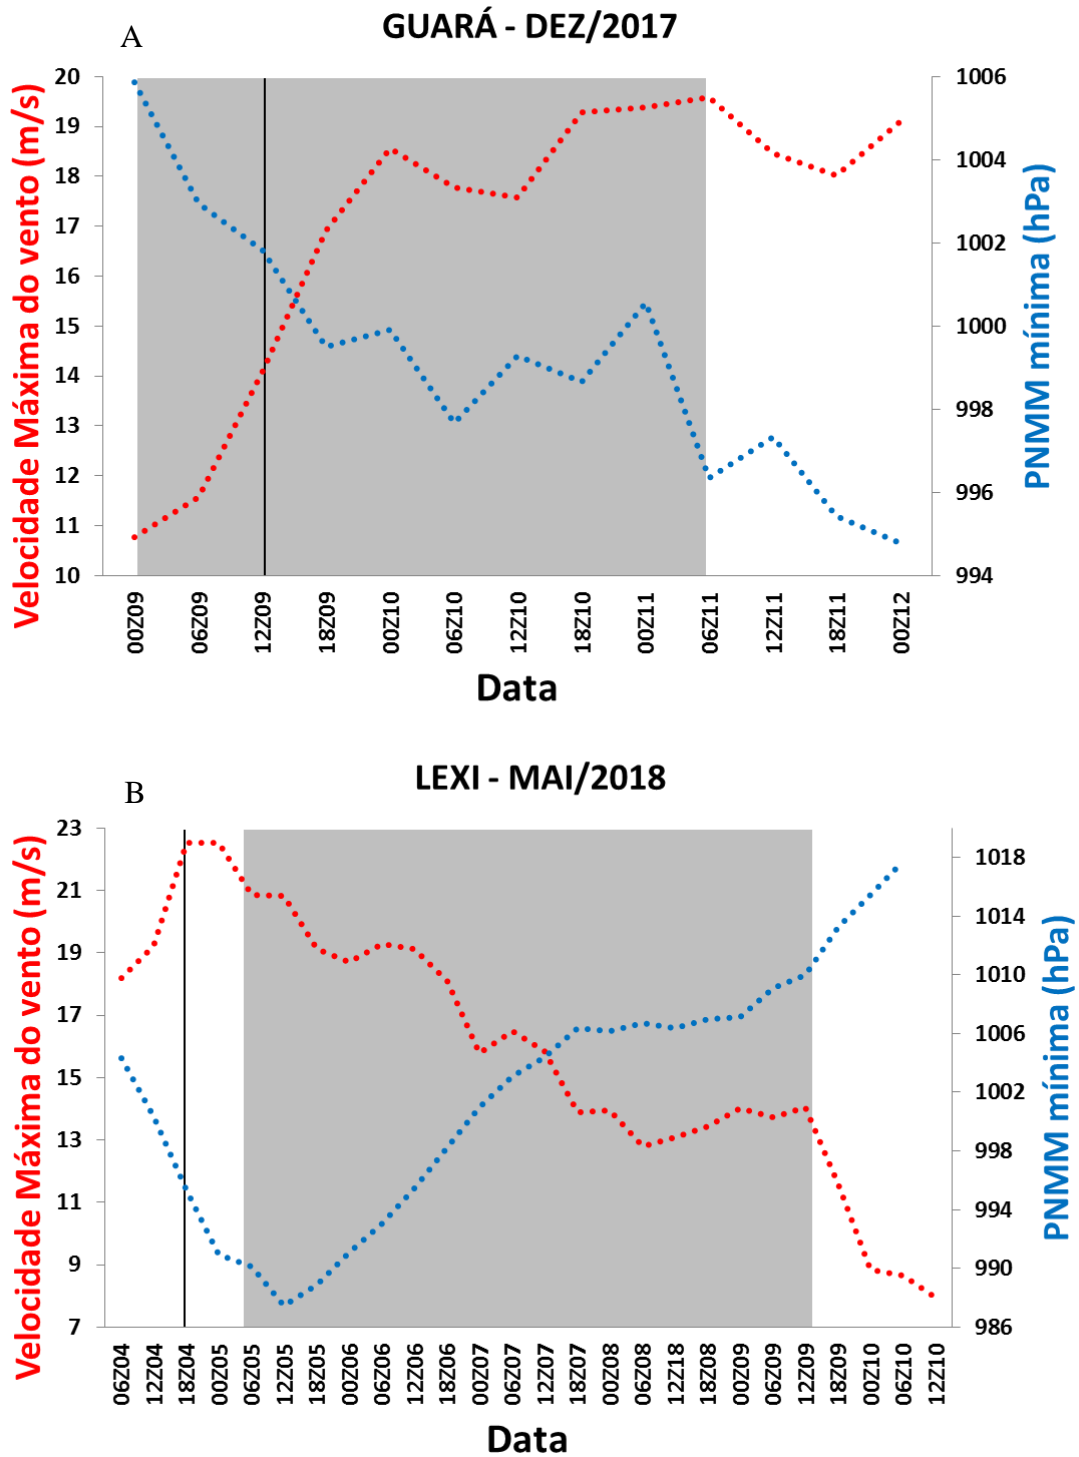 A
GUARÁ - DEZ/2017
Velocidade Máxima do vento (m/s)
20
19
18
17
16
15
14
13
12
11
10
1006
1004
1002
1000
998
996
994
PNMM mínima (hPa)
00Z09
06Z09
12Z09
18Z09
00Z10
06Z10
12Z10
18Z10
00Z11
06Z11
12Z11
18Z11
00Z12
Data
B
LEXI - MAI/2018
Velocidade Máxima do vento (m/s)
23
21
19
17
15
13
11
9
7
1018
1014
1010
1006
1002
998
994
990
986
PNMM mínima (hPa)
06Z04
12Z04
18Z04
00Z05
06Z05
12Z05
18Z05
00Z06
06Z06
12Z06
18Z06
00Z07
06Z07
12Z07
18Z07
00Z08
06Z08
12Z18
18Z08
00Z09
06Z09
12Z09
18Z09
00Z10
06Z10
12Z10
Data